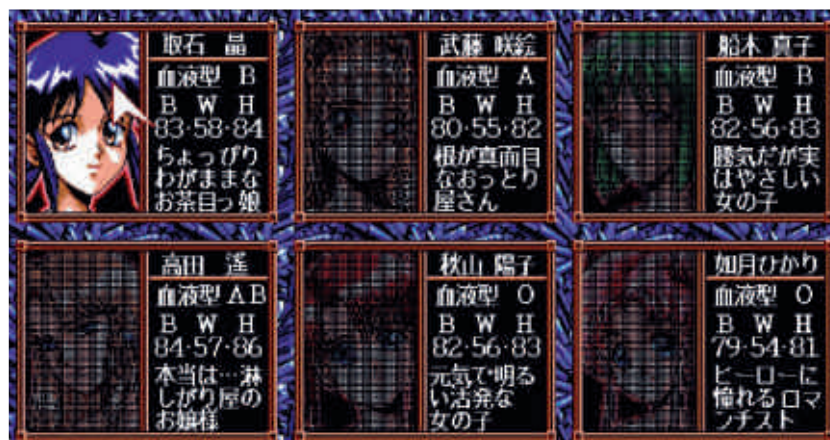 取石 晶
血液型 B
B W H
83·58·84
ちょっぴり
わがままな
お茶目っ娘
武藤 咲絵
血液型 A
B W H
80·55·82
根が真面目
なおっとり
屋さん
船木 真子
血液型 B
B W H
82·56·83
勝気だが実
はやさしい
女の子
高田 遥
血液型 AB
B W H
84·57·86
本当は…淋
しがり屋の
お嬢様
秋山 陽子
血液型 O
B W H
82·56·83
元気で明る
い活発な
女の子
如月ひかり
血液型 O
B W H
79·54·81
ヒーローに
憧れるロマ
ンチスト